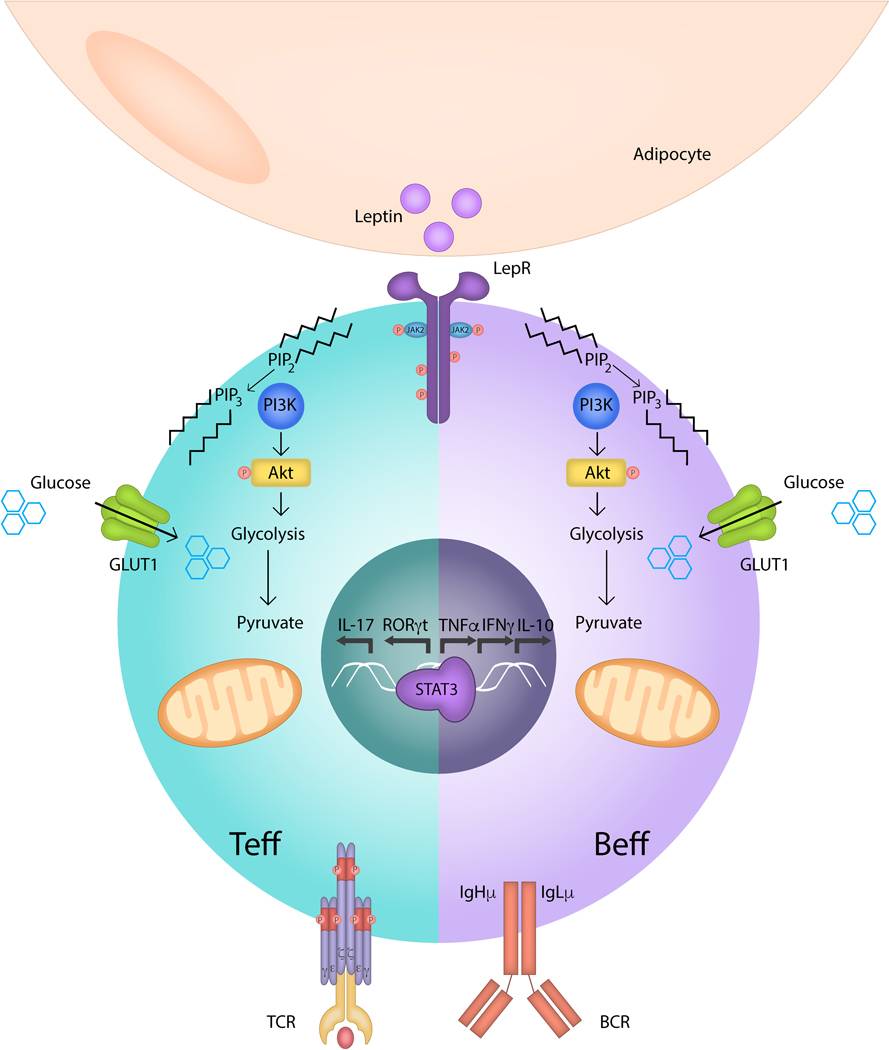 Adipocyte
Leptin
LepR
P JAK2 JAK2 P
P
P
P
PIP2
PIP3
PI3K
P Akt
Glycolysis
Pyruvate
Glucose
GLUT1
PIP2
PIP3
PI3K
Akt P
Glycolysis
Pyruvate
Glucose
GLUT1
IL-17 RORγt TNFα IFNγ IL-10
STAT3
Teff
Beff
P P
P P P P
γ ε ζ ζ ε γ
TCR
IgHμ IgLμ
BCR